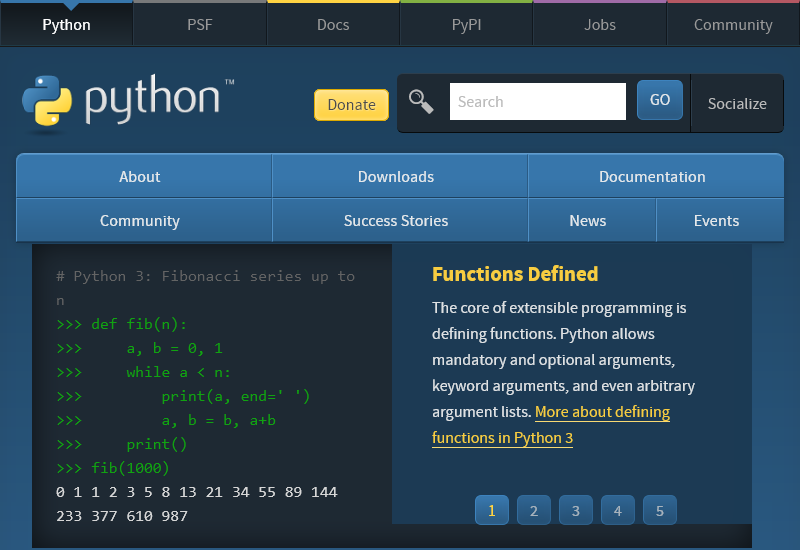 Python PSF Docs PyPI Jobs Community
python™
Donate Search GO Socialize
About Downloads Documentation
Community Success Stories News Events
# Python 3: Fibonacci series up to
n
>>> def fib(n):
>>>     a, b = 0, 1
>>>     while a < n:
>>>         print(a, end=' ')
>>>         a, b = b, a+b
>>>     print()
>>> fib(1000)
0 1 1 2 3 5 8 13 21 34 55 89 144
233 377 610 987
Functions Defined
The core of extensible programming is
defining functions. Python allows
mandatory and optional arguments,
keyword arguments, and even arbitrary
argument lists. More about defining
functions in Python 3
1 2 3 4 5